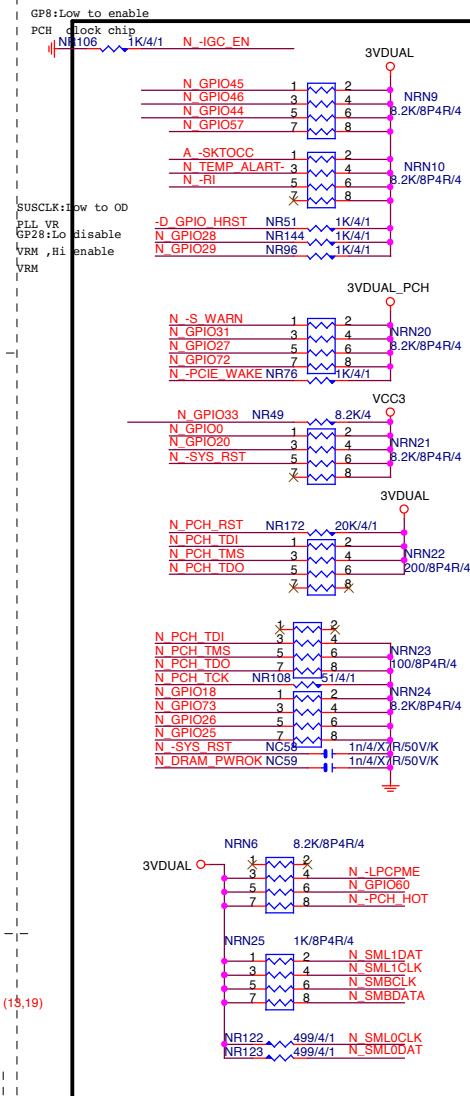 GP8:Low to enable
PCH clock chip
NR106 1K/4/1 N_-IGC_EN
3VDUAL
N_GPIO45 1 2
N_GPIO46 3 4 NRN9
N_GPIO44 5 6 8.2K/8P4R/4
N_GPIO57 7 8
A_-SKTOCC 1 2
N_TEMP_ALART- 3 4 NRN10
N_-RI 5 6 8.2K/8P4R/4
7 8
SUSCLK:Low to OD
PLL VR
GP28:Lo disable
VRM ,Hi enable
VRM
-D_GPIO_HRST NR51 1K/4/1
N_GPIO28 NR144 1K/4/1
N_GPIO29 NR96 1K/4/1
3VDUAL_PCH
N_-S_WARN 1 2
N_GPIO31 3 4 NRN20
N_GPIO27 5 6 8.2K/8P4R/4
N_GPIO72 7 8
N_-PCIE_WAKE NR76 1K/4/1
VCC3
N_GPIO33 NR49 8.2K/4
N_GPIO0 1 2
N_GPIO20 3 4 NRN21
N_-SYS_RST 5 6 8.2K/8P4R/4
7 8
3VDUAL
N_PCH_RST NR172 20K/4/1
N_PCH_TDI 1 2
N_PCH_TMS 3 4 NRN22
N_PCH_TDO 5 6 200/8P4R/4
7 8
1 2
N_PCH_TDI 3 4
N_PCH_TMS 5 6 NRN23
N_PCH_TDO 7 8 100/8P4R/4
N_PCH_TCK NR108 51/4/1
N_GPIO18 1 2 NRN24
N_GPIO73 3 4 8.2K/8P4R/4
N_GPIO26 5 6
N_GPIO25 7 8
N_-SYS_RST NC58 1n/4/X7R/50V/K
N_DRAM_PWROK NC59 1n/4/X7R/50V/K
NRN6 8.2K/8P4R/4
3VDUAL 1 2
3 4 N_-LPCPME
5 6 N_GPIO60
7 8 N_-PCH_HOT
NRN25 1K/8P4R/4
1 2 N_SML1DAT
3 4 N_SML1CLK
5 6 N_SMBCLK
7 8 N_SMBDATA
(13,19)
NR122 499/4/1 N_SML0CLK
NR123 499/4/1 N_SML0DAT